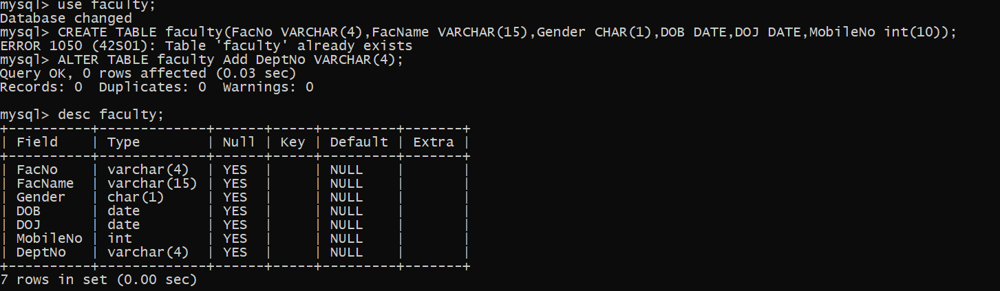 mysql> use faculty;
Database changed
mysql> CREATE TABLE faculty(FacNo VARCHAR(4),FacName VARCHAR(15),Gender CHAR(1),DOB DATE,DOJ DATE,MobileNo int(10));
ERROR 1050 (42S01): Table 'faculty' already exists
mysql> ALTER TABLE faculty Add DeptNo VARCHAR(4);
Query OK, 0 rows affected (0.03 sec)
Records: 0  Duplicates: 0  Warnings: 0

mysql> desc faculty;
+----------+-------------+------+-----+---------+-------+
| Field    | Type        | Null | Key | Default | Extra |
+----------+-------------+------+-----+---------+-------+
| FacNo    | varchar(4)  | YES  |     | NULL    |       |
| FacName  | varchar(15) | YES  |     | NULL    |       |
| Gender   | char(1)     | YES  |     | NULL    |       |
| DOB      | date        | YES  |     | NULL    |       |
| DOJ      | date        | YES  |     | NULL    |       |
| MobileNo | int         | YES  |     | NULL    |       |
| DeptNo   | varchar(4)  | YES  |     | NULL    |       |
+----------+-------------+------+-----+---------+-------+
7 rows in set (0.00 sec)